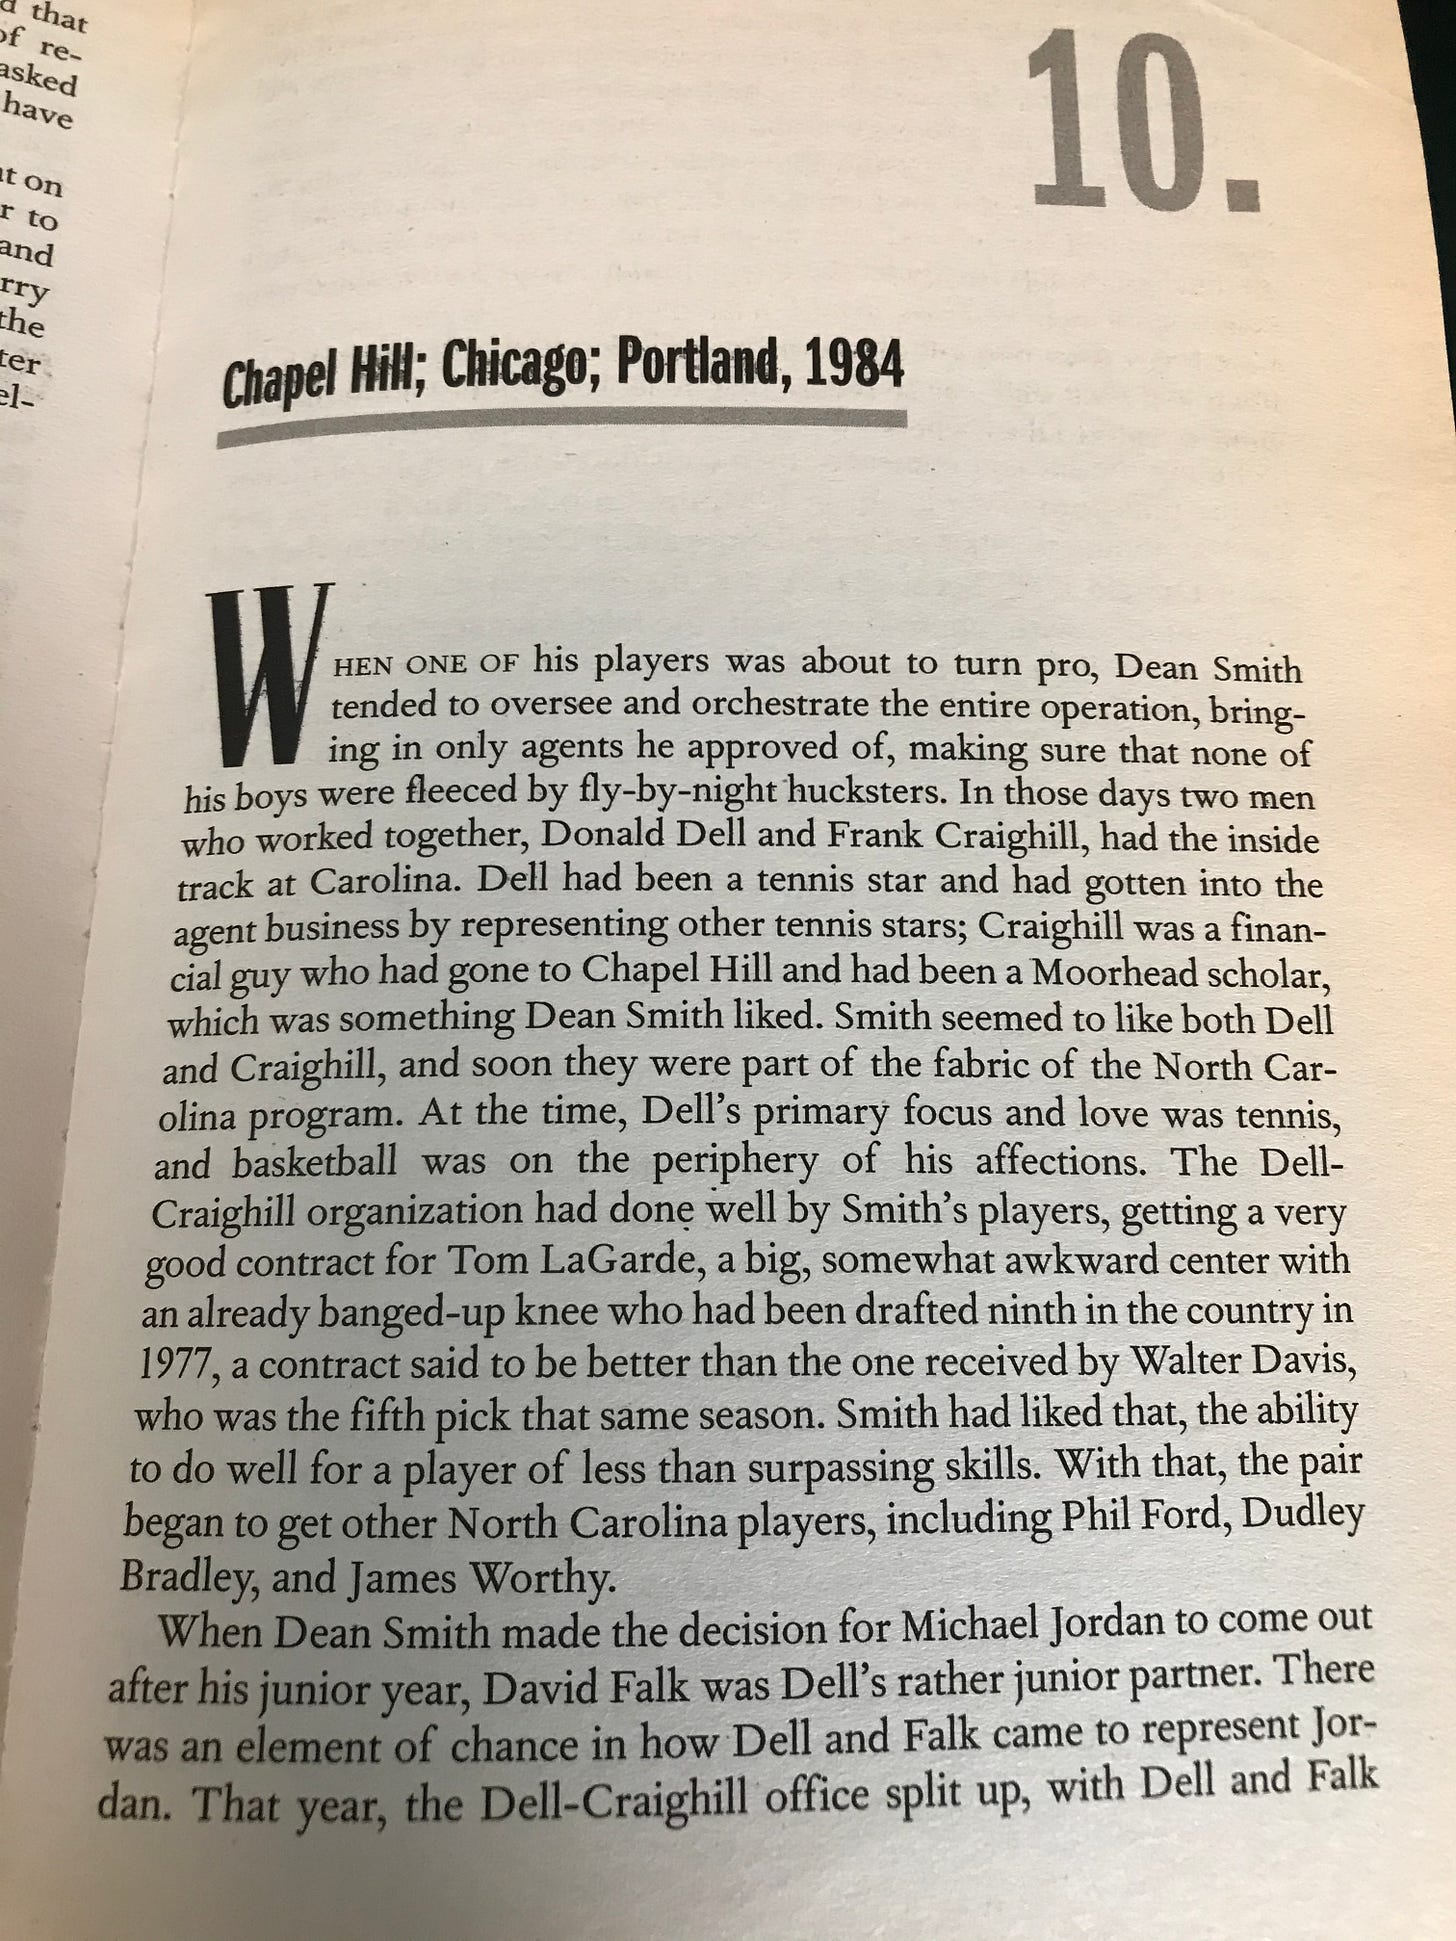 d that
of re-
asked
have
on
r to
and
rry
the
ter
el-
10.
Chapel Hill; Chicago; Portland, 1984
WHEN ONE OF his players was about to turn pro, Dean Smith
tended to oversee and orchestrate the entire operation, bring-
ing in only agents he approved of, making sure that none of
his boys were fleeced by fly-by-night hucksters. In those days two men
who worked together, Donald Dell and Frank Craighill, had the inside
track at Carolina. Dell had been a tennis star and had gotten into the
agent business by representing other tennis stars; Craighill was a finan-
cial guy who had gone to Chapel Hill and had been a Moorhead scholar,
which was something Dean Smith liked. Smith seemed to like both Dell
and Craighill, and soon they were part of the fabric of the North Car-
olina program. At the time, Dell's primary focus and love was tennis,
and basketball was on the periphery of his affections. The Dell-
Craighill organization had done well by Smith's players, getting a very
good contract for Tom LaGarde, a big, somewhat awkward center with
an already banged-up knee who had been drafted ninth in the country in
1977, a contract said to be better than the one received by Walter Davis,
who was the fifth pick that same season. Smith had liked that, the ability
to do well for a player of less than surpassing skills. With that, the pair
began to get other North Carolina players, including Phil Ford, Dudley
Bradley, and James Worthy.
When Dean Smith made the decision for Michael Jordan to come out
after his junior year, David Falk was Dell's rather junior partner. There
was an element of chance in how Dell and Falk came to represent Jor-
dan. That year, the Dell-Craighill office split up, with Dell and Falk